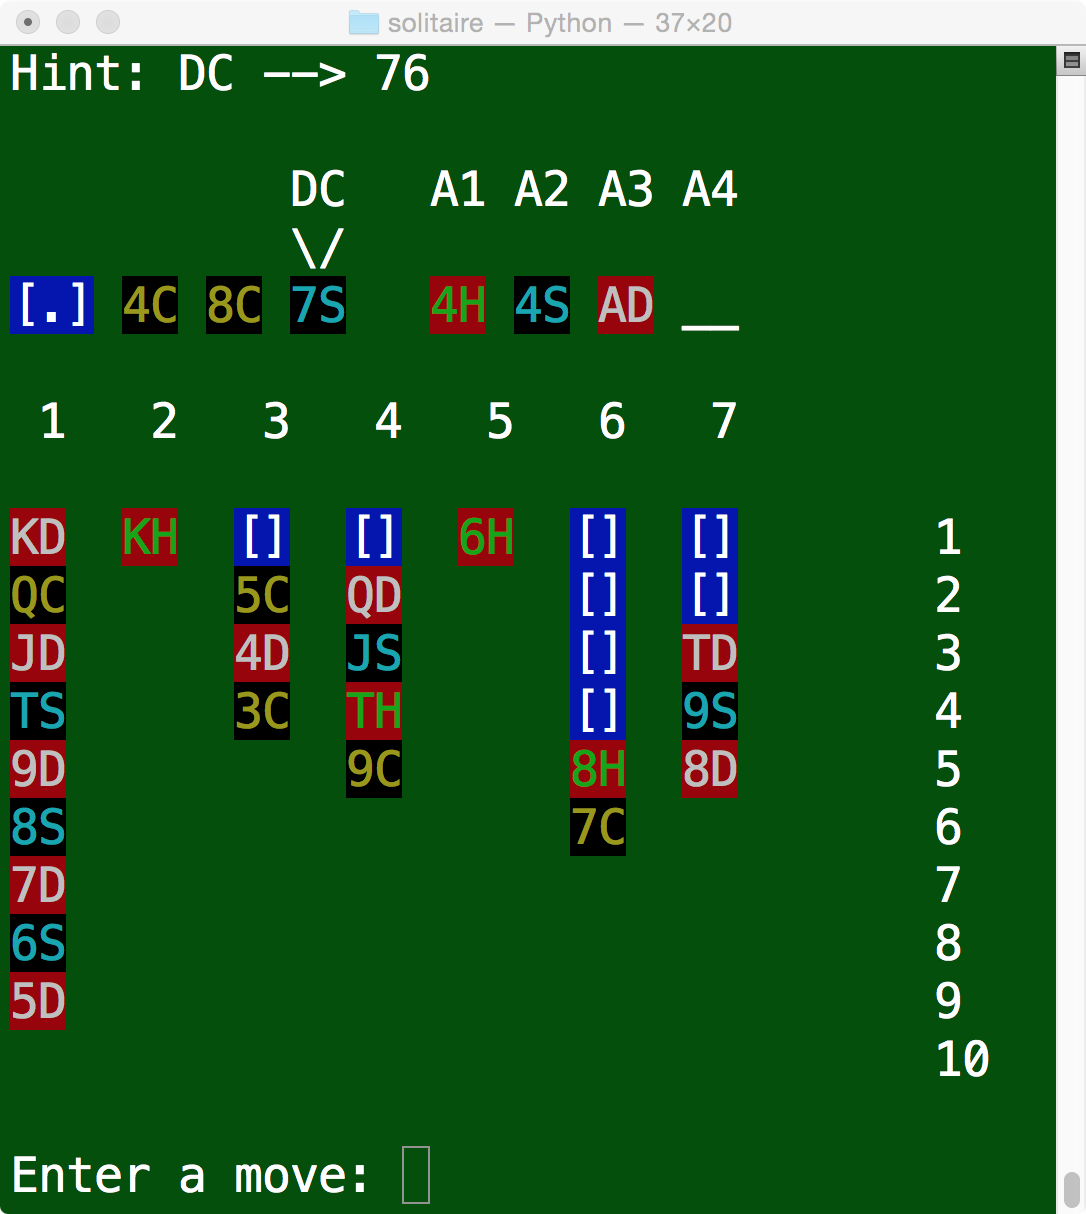 solitaire — Python — 37×20
Hint: DC --> 76
DC A1 A2 A3 A4
\/
[.] 4C 8C 7S 4H 4S AD __
1 2 3 4 5 6 7
KD KH [] [] 6H [] [] 1
QC 5C QD [] [] 2
JD 4D JS [] TD 3
TS 3C TH [] 9S 4
9D 9C 8H 8D 5
8S 7C 6
7D 7
6S 8
5D 9
10
Enter a move: